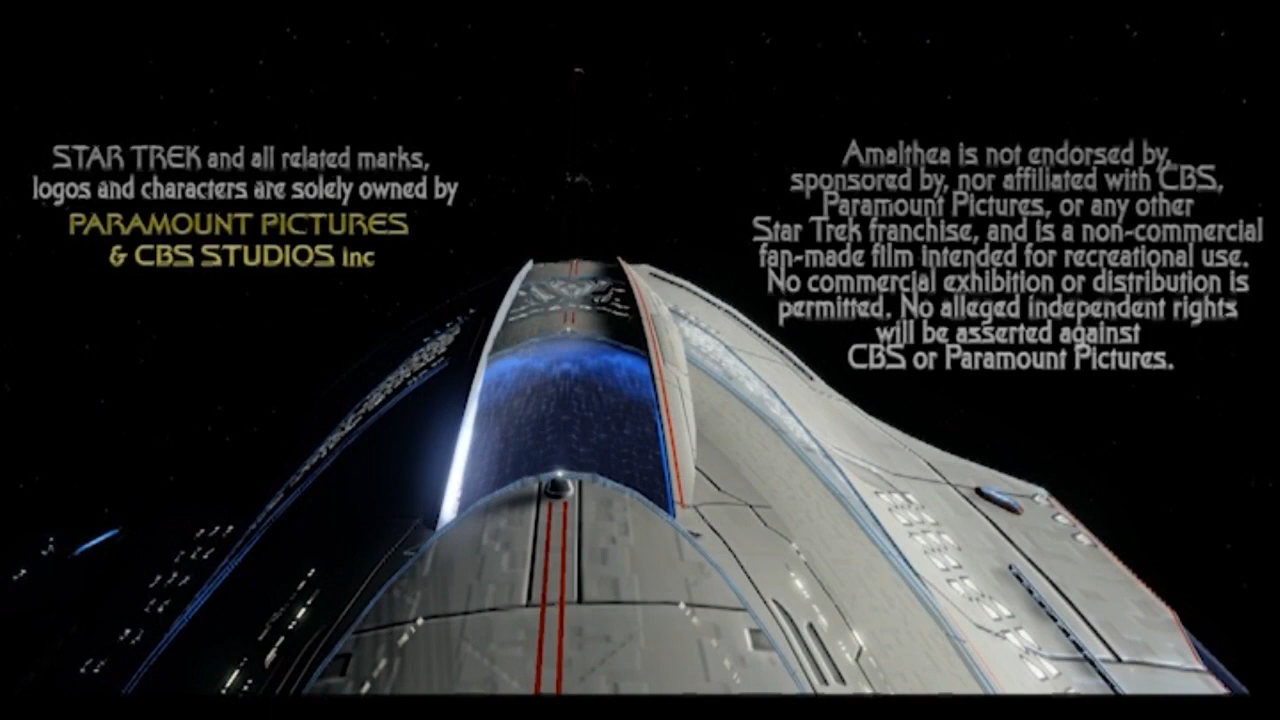 STAR TREK and all related marks,
logos and characters are solely owned by
PARAMOUNT PICTURES
& CBS STUDIOS inc
Amalthea is not endorsed by,
sponsored by, nor affiliated with CBS,
Paramount Pictures, or any other
Star Trek franchise, and is a non-commercial
fan-made film intended for recreational use.
No commercial exhibition or distribution is
permitted. No alleged independent rights
will be asserted against
CBS or Paramount Pictures.